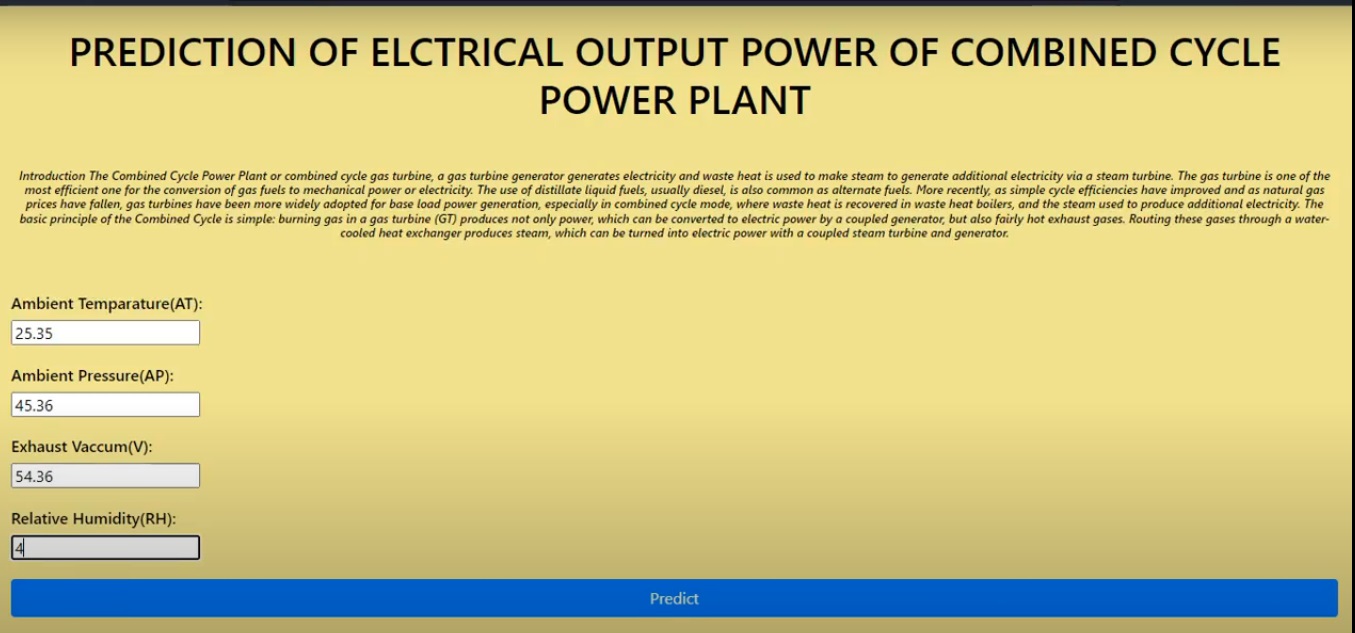 PREDICTION OF ELCTRICAL OUTPUT POWER OF COMBINED CYCLE
POWER PLANT
Introduction The Combined Cycle Power Plant or combined cycle gas turbine, a gas turbine generator generates electricity and waste heat is used to make steam to generate additional electricity via a steam turbine. The gas turbine is one of the
most efficient one for the conversion of gas fuels to mechanical power or electricity. The use of distillate liquid fuels, usually diesel, is also common as alternate fuels. More recently, as simple cycle efficiencies have improved and as natural gas
prices have fallen, gas turbines have been more widely adopted for base load power generation, especially in combined cycle mode, where waste heat is recovered in waste heat boilers, and the steam used to produce additional electricity. The
basic principle of the Combined Cycle is simple: burning gas in a gas turbine (GT) produces not only power, which can be converted to electric power by a coupled generator, but also fairly hot exhaust gases. Routing these gases through a water-
cooled heat exchanger produces steam, which can be turned into electric power with a coupled steam turbine and generator.
Ambient Temparature(AT):
25.35
Ambient Pressure(AP):
45.36
Exhaust Vaccum(V):
54.36
Relative Humidity(RH):
4
Predict